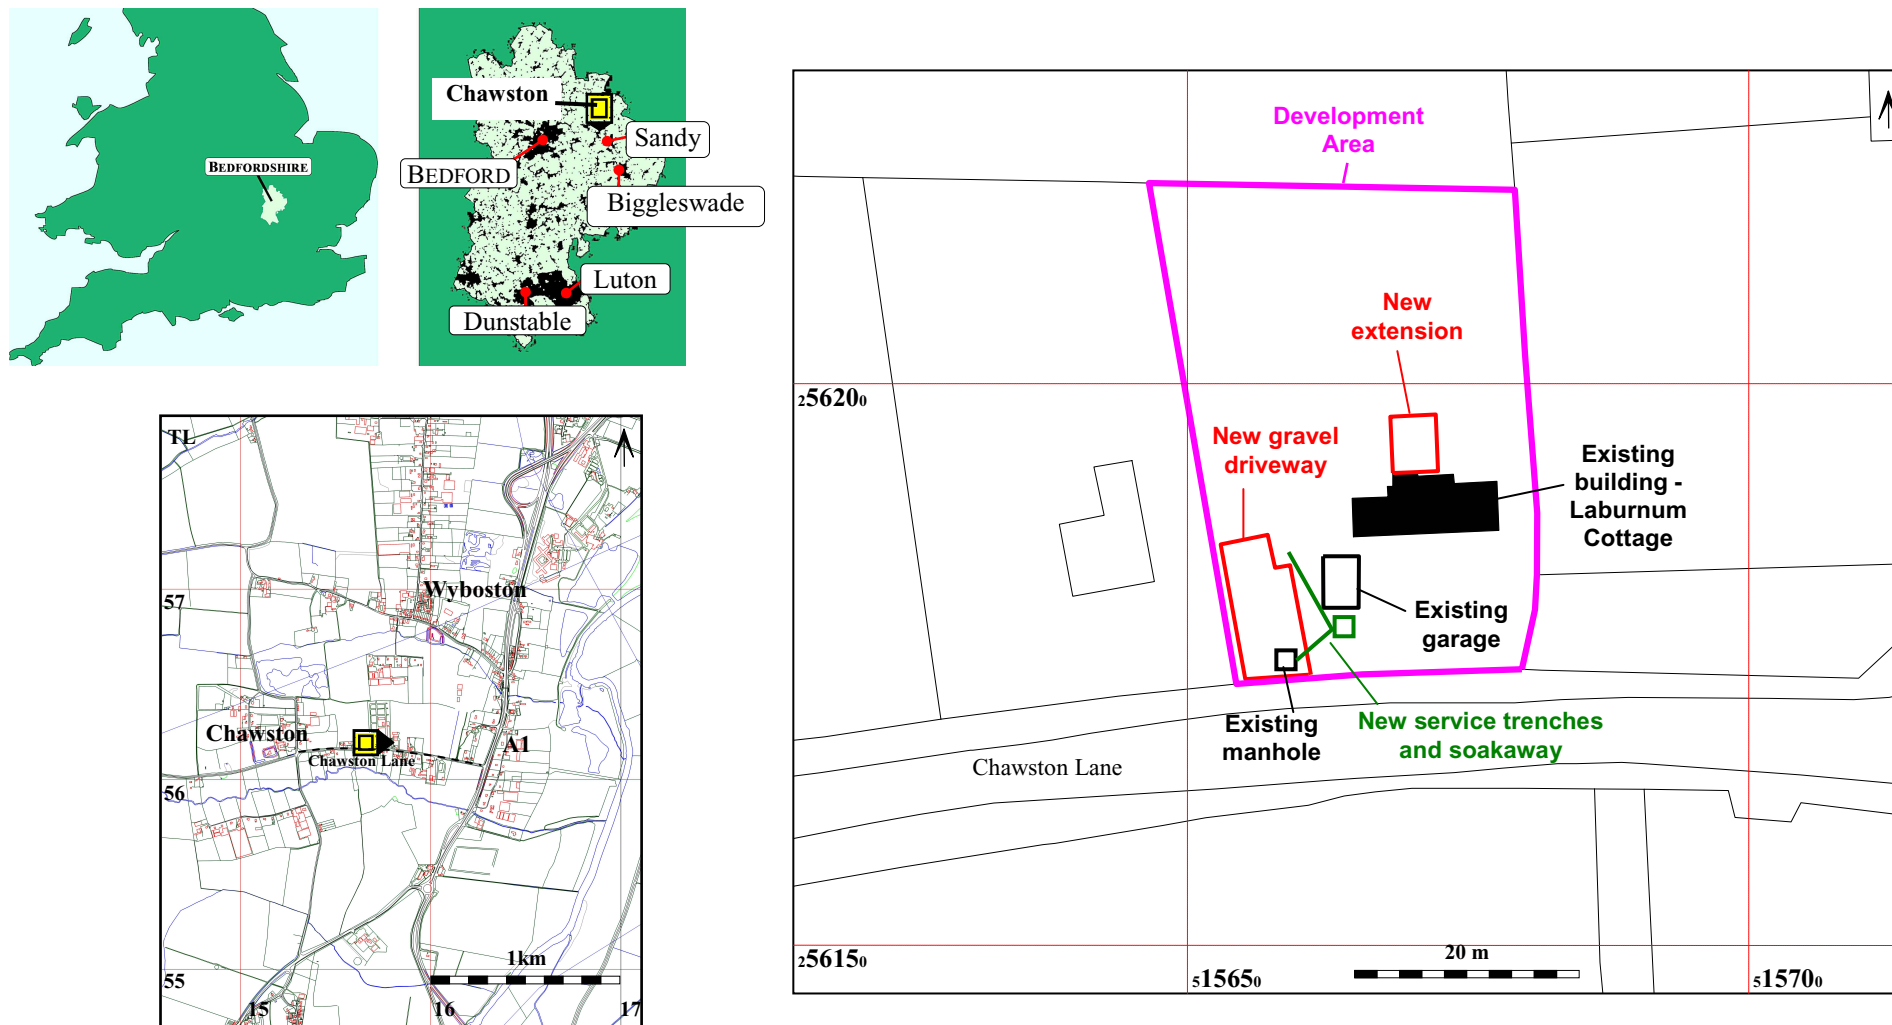 BEDFORDSHIRE
Chawston
Sandy
BEDFORD
Biggleswade
Luton
Dunstable
TL
57
Wyboston
Chawston
A1
Chawston Lane
56
1km
55
15
16
17
Development
Area
New
extension
256200
New gravel
driveway
Existing
building -
Laburnum
Cottage
Existing
garage
Existing
manhole
New service trenches
and soakaway
Chawston Lane
256150
20 m
515650
515700